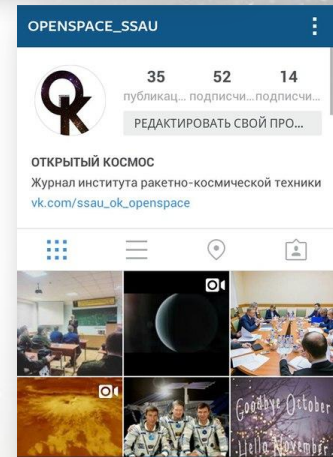 OPENSPACE_SSAU
OK
35 52 14
публикац... подписчи... подписчи...
РЕДАКТИРОВАТЬ СВОЙ ПРО...
ОТКРЫТЫЙ КОСМОС
Журнал института ракетно-космической техники
vk.com/ssau_ok_openspace
Goodbye October
Hello November